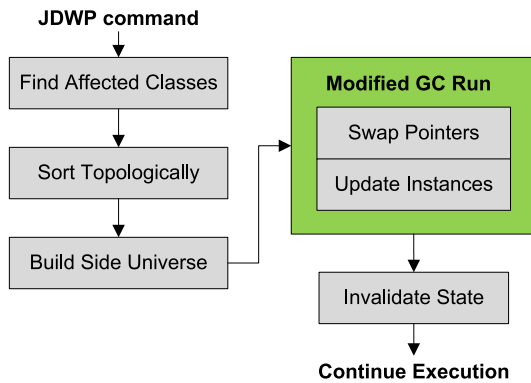 JDWP command
Find Affected Classes
Sort Topologically
Build Side Universe
Modified GC Run
Swap Pointers
Update Instances
Invalidate State
Continue Execution